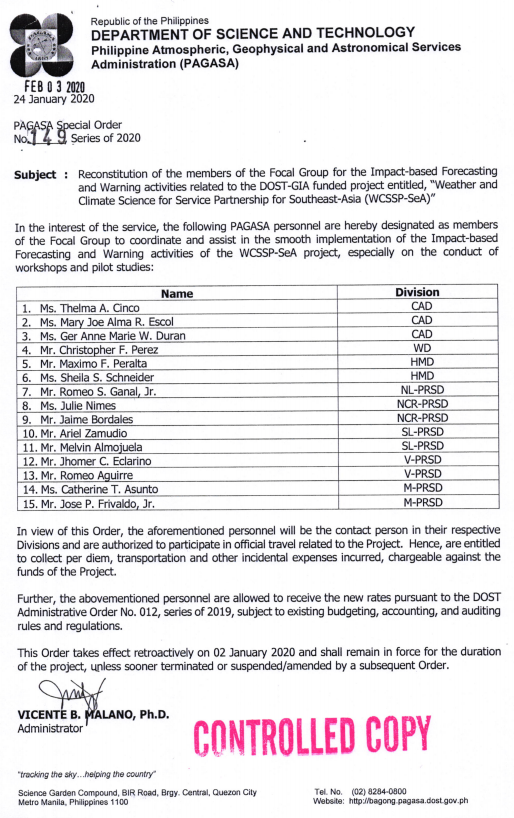 Republic of the Philippines
DEPARTMENT OF SCIENCE AND TECHNOLOGY
Philippine Atmospheric, Geophysical and Astronomical Services
Administration (PAGASA)
FEB 03 2020
24 January 2020
PAGASA Special Order
No. 149 Series of 2020
Subject : Reconstitution of the members of the Focal Group for the Impact-based Forecasting
and Warning activities related to the DOST-GIA funded project entitled, "Weather and
Climate Science for Service Partnership for Southeast-Asia (WCSSP-SeA)"
In the interest of the service, the following PAGASA personnel are hereby designated as members
of the Focal Group to coordinate and assist in the smooth implementation of the Impact-based
Forecasting and Warning activities of the WCSSP-SeA project, especially on the conduct of
workshops and pilot studies:
Name Division
1. Ms. Thelma A. Cinco CAD
2. Ms. Mary Joe Alma R. Escol CAD
3. Ms. Ger Anne Marie W. Duran CAD
4. Mr. Christopher F. Perez WD
5. Mr. Maximo F. Peralta HMD
6. Ms. Sheila S. Schneider HMD
7. Mr. Romeo S. Ganal, Jr. NL-PRSD
8. Ms. Julie Nimes NCR-PRSD
9. Mr. Jaime Bordales NCR-PRSD
10. Mr. Ariel Zamudio SL-PRSD
11. Mr. Melvin Almojuela SL-PRSD
12. Mr. Jhomer C. Eclarino V-PRSD
13. Mr. Romeo Aguirre V-PRSD
14. Ms. Catherine T. Asunto M-PRSD
15. Mr. Jose P. Frivaldo, Jr. M-PRSD
In view of this Order, the aforementioned personnel will be the contact person in their respective
Divisions and are authorized to participate in official travel related to the Project. Hence, are entitled
to collect per diem, transportation and other incidental expenses incurred, chargeable against the
funds of the Project.
Further, the abovementioned personnel are allowed to receive the new rates pursuant to the DOST
Administrative Order No. 012, series of 2019, subject to existing budgeting, accounting, and auditing
rules and regulations.
This Order takes effect retroactively on 02 January 2020 and shall remain in force for the duration
of the project, unless sooner terminated or suspended/amended by a subsequent Order.
VICENTE B. MALANO, Ph.D.
Administrator
CONTROLLED COPY
"tracking the sky...helping the country"
Science Garden Compound, BIR Road, Brgy. Central, Quezon City
Metro Manila, Philippines 1100
Tel. No. (02) 8284-0800
Website: http://bagong.pagasa.dost.gov.ph